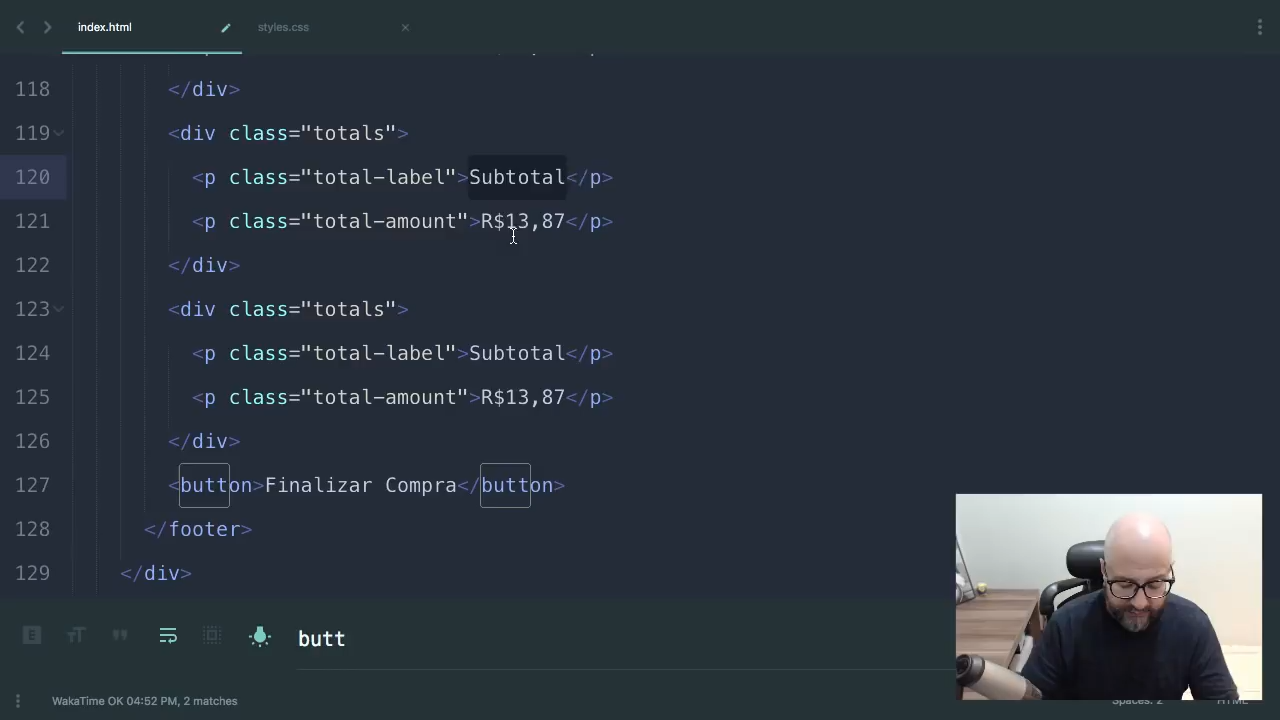 index.html
styles.css
118 </div>
119 <div class="totals">
120 <p class="total-label">Subtotal</p>
121 <p class="total-amount">R$13,87</p>
122 </div>
123 <div class="totals">
124 <p class="total-label">Subtotal</p>
125 <p class="total-amount">R$13,87</p>
126 </div>
127 <button>Finalizar Compra</button>
128 </footer>
129 </div>
butt
WakaTime OK 04:52 PM, 2 matches
Spaces: 2
HTML